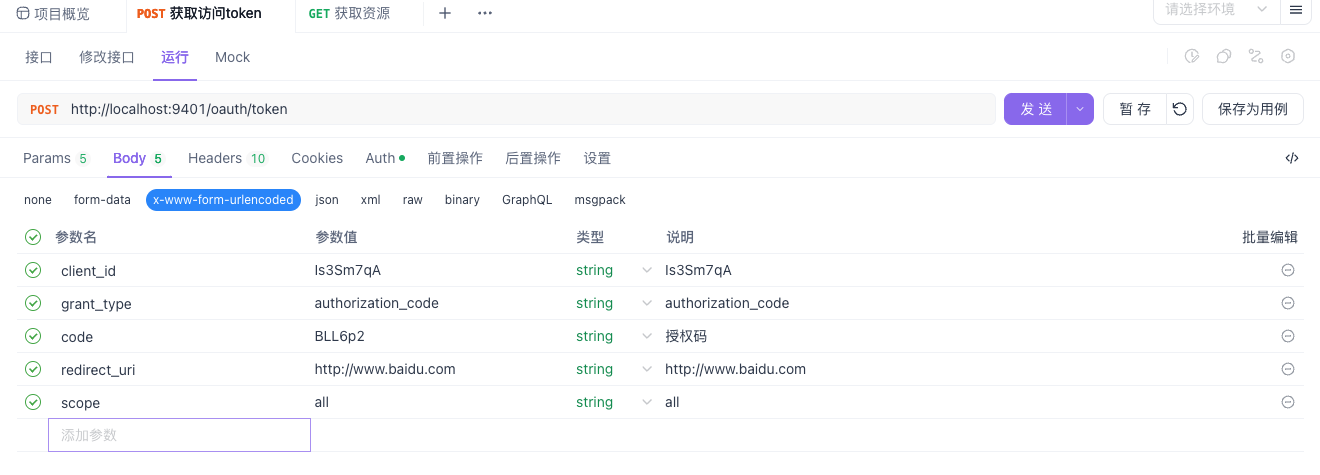 项目概览 POST 获取访问token GET 获取资源 请选择环境
接口 修改接口 运行 Mock
POST http://localhost:9401/oauth/token 发 送 暂 存 保存为用例
Params 5 Body 5 Headers 10 Cookies Auth 前置操作 后置操作 设置
none form-data x-www-form-urlencoded json xml raw binary GraphQL msgpack
参数名 参数值 类型 说明 批量编辑
client_id Is3Sm7qA string Is3Sm7qA
grant_type authorization_code string authorization_code
code BLL6p2 string 授权码
redirect_uri http://www.baidu.com string http://www.baidu.com
scope all string all
添加参数